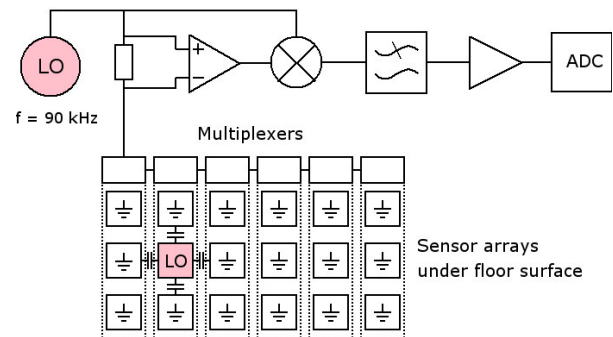 LO
+
−
ADC
f = 90 kHz
Multiplexers
LO
Sensor arrays
under floor surface